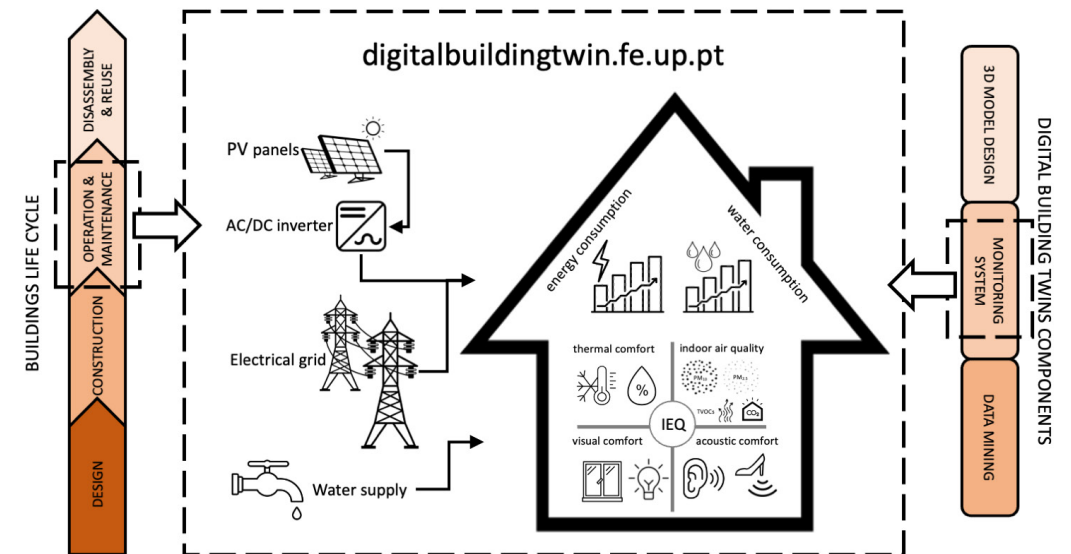 BUILDINGS LIFE CYCLE
DISASSEMBLY
& REUSE
OPERATION &
MAINTENANCE
CONSTRUCTION
DESIGN
digitalbuildingtwin.fe.up.pt
PV panels
AC/DC inverter
Electrical grid
Water supply
energy consumption
water consumption
thermal comfort
indoor air quality
%
PM₁₀
PM₂.₅
TVOCs
CO₂
IEQ
visual comfort
acoustic comfort
3D MODEL DESIGN
MONITORING
SYSTEM
DATA MINING
DIGITAL BUILDING TWINS COMPONENTS